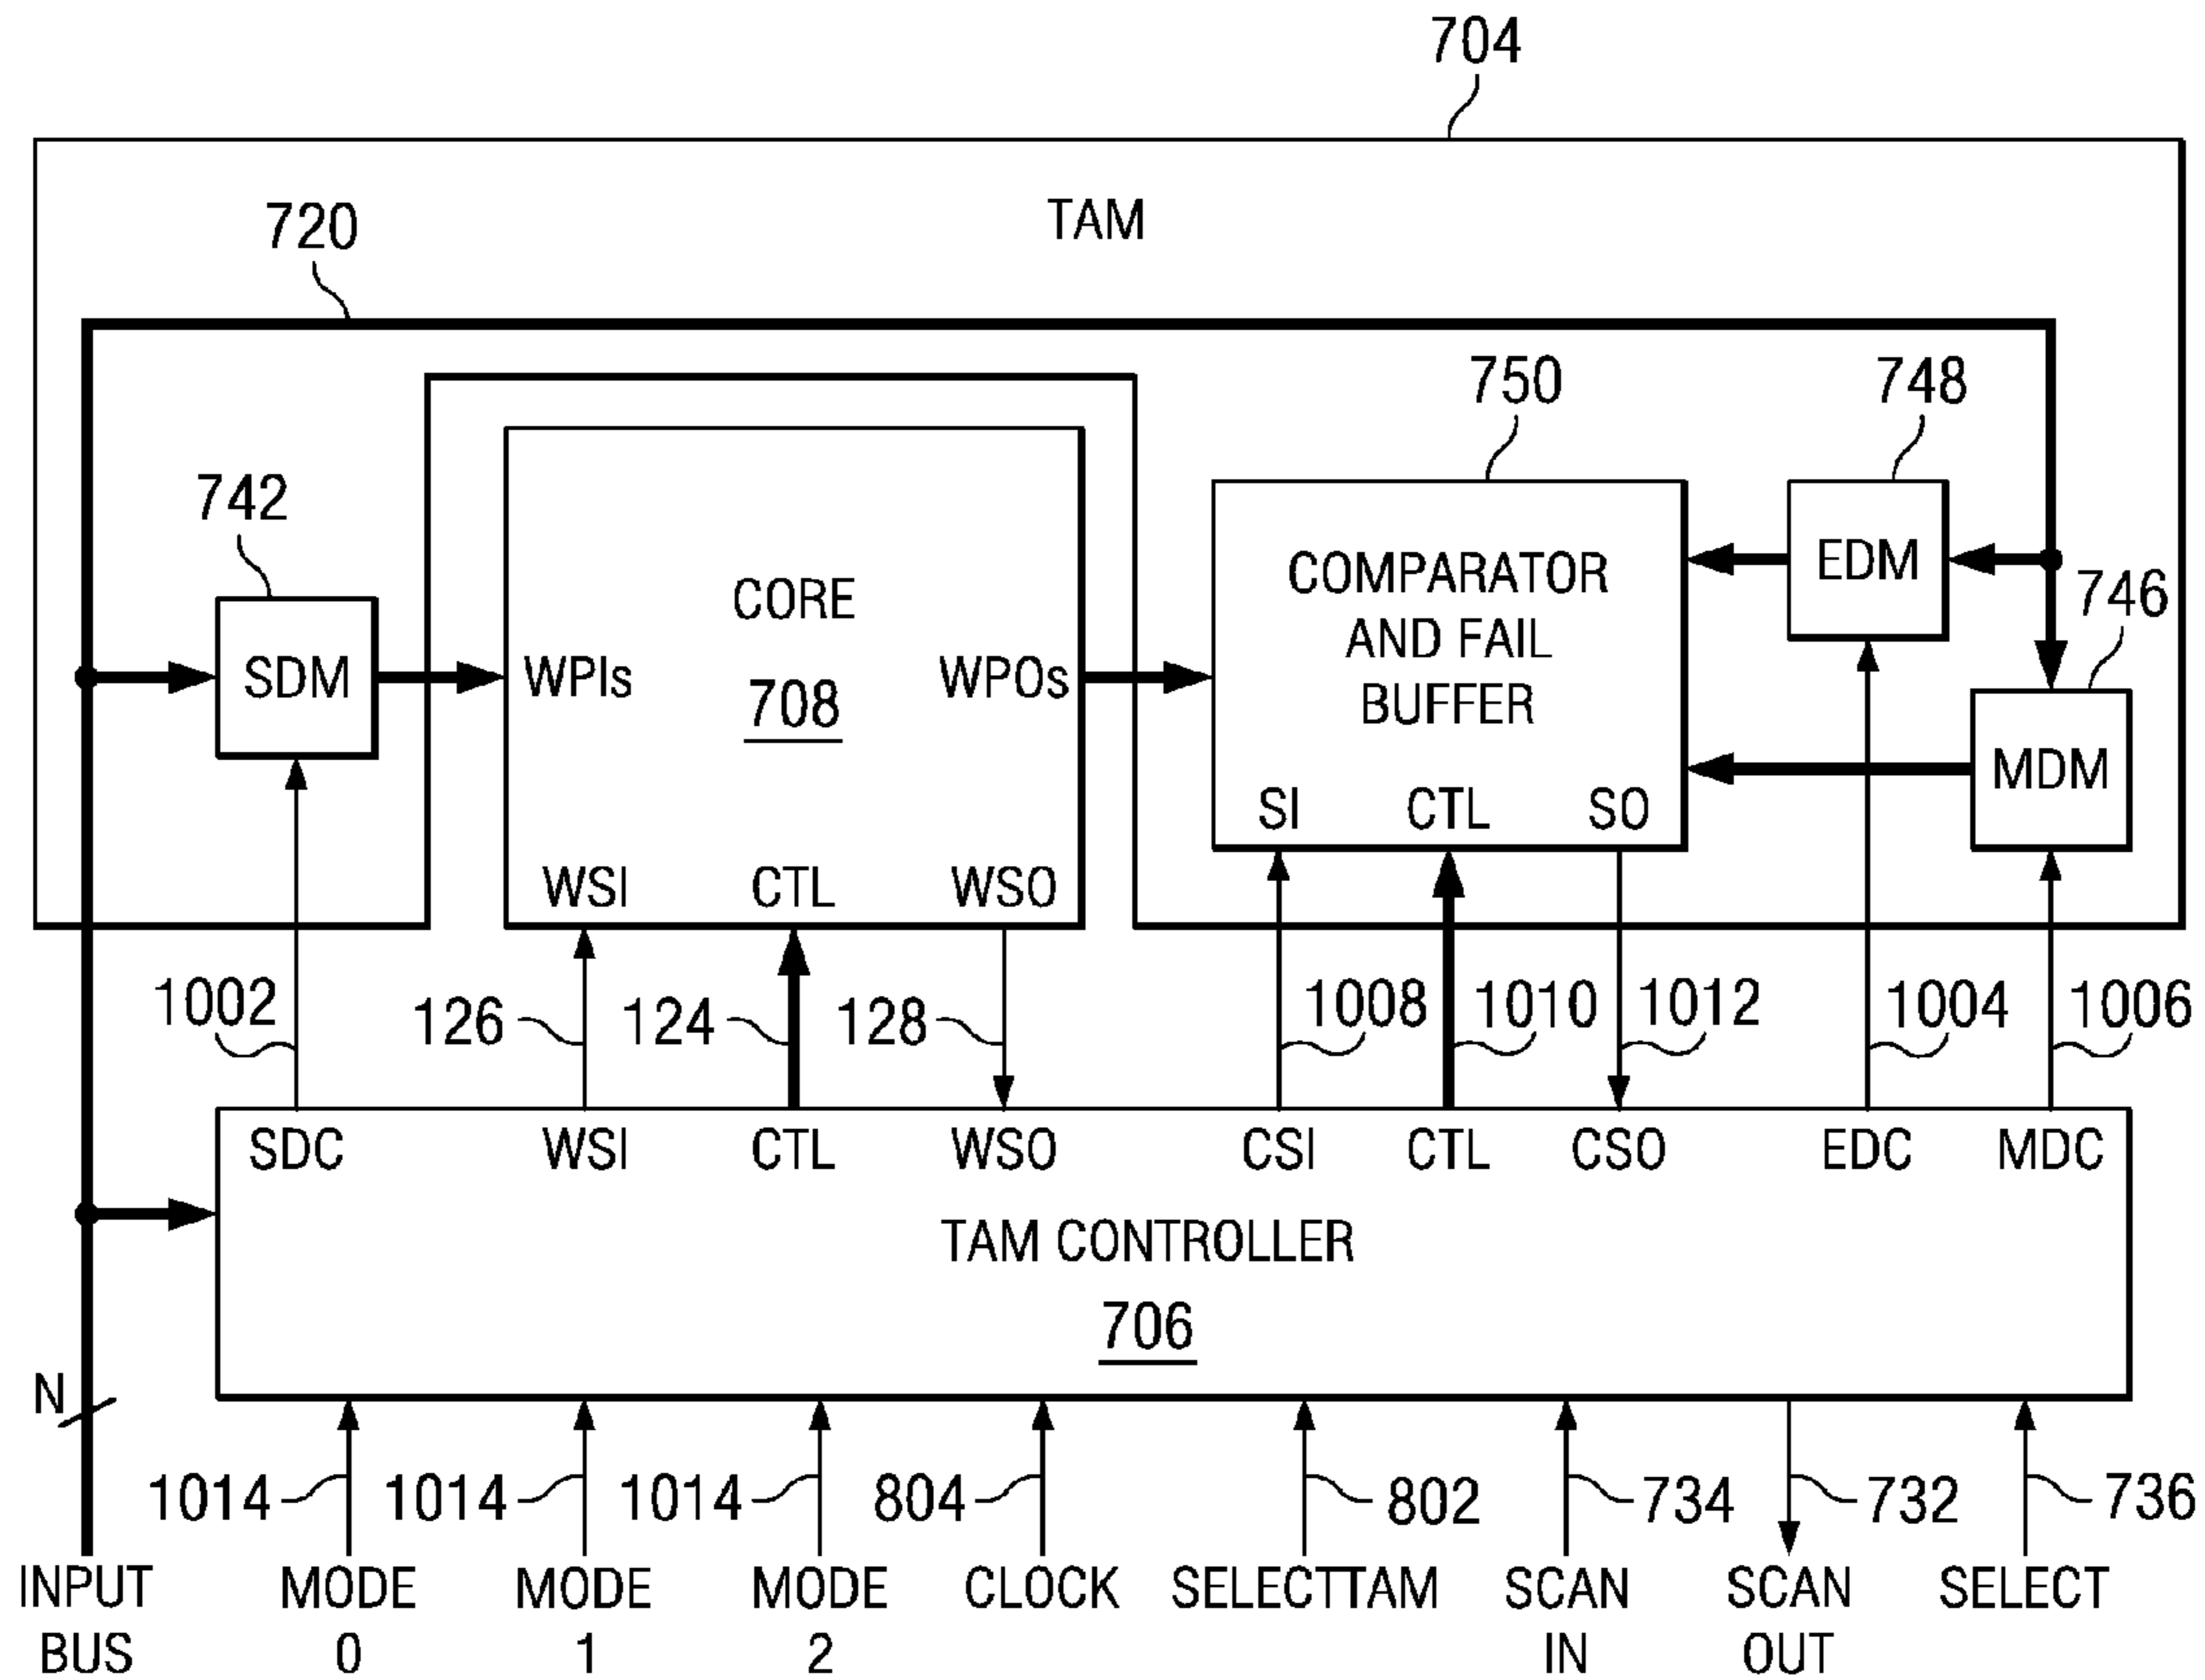 704
TAM
720
750
748
742
COMPARATOR
AND FAIL
BUFFER
EDM
746
CORE
708
SDM
WPIs
WPOs
MDM
SI
CTL
SO
WSI
CTL
WSO
1002
126
124
128
1008
1010
1012
1004
1006
SDC
WSI
CTL
WSO
CSI
CTL
CSO
EDC
MDC
TAM CONTROLLER
706
N
1014
1014
1014
804
802
734
732
736
INPUT
BUS
MODE
0
MODE
1
MODE
2
CLOCK
SELECTTAM
SCAN
IN
SCAN
OUT
SELECT